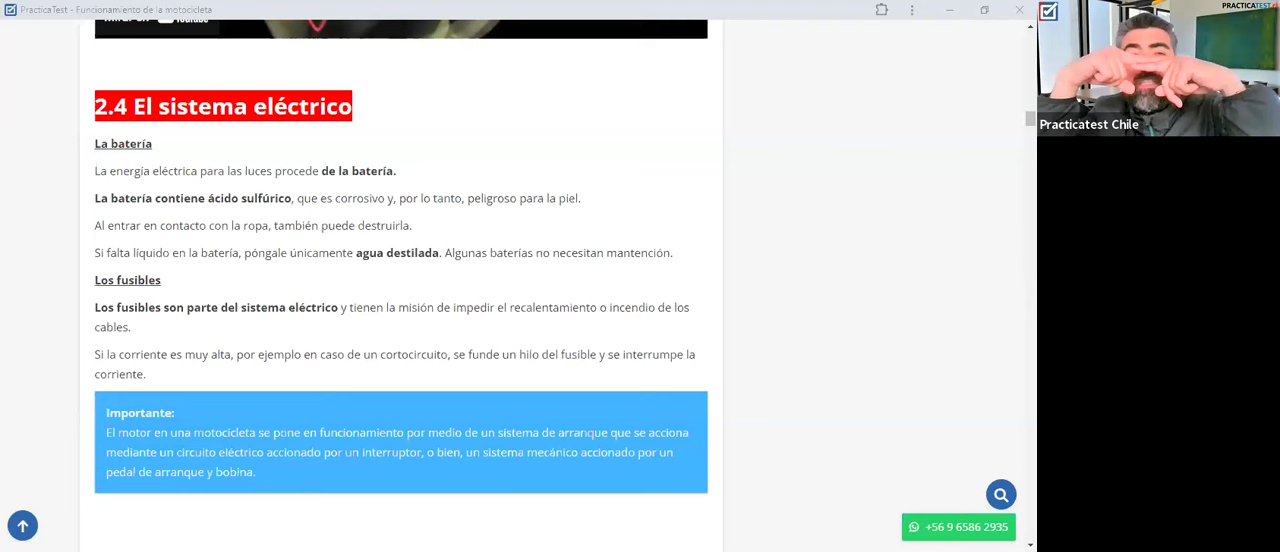 PracticaTest - Funcionamiento de la motocicleta
PRACTICATEST
YouTube
2.4 El sistema eléctrico
Practicatest Chile
La batería
La energía eléctrica para las luces procede de la batería.
La batería contiene ácido sulfúrico, que es corrosivo y, por lo tanto, peligroso para la piel.
Al entrar en contacto con la ropa, también puede destruirla.
Si falta líquido en la batería, póngale únicamente agua destilada. Algunas baterías no necesitan mantención.
Los fusibles
Los fusibles son parte del sistema eléctrico y tienen la misión de impedir el recalentamiento o incendio de los
cables.
Si la corriente es muy alta, por ejemplo en caso de un cortocircuito, se funde un hilo del fusible y se interrumpe la
corriente.
Importante:
El motor en una motocicleta se pone en funcionamiento por medio de un sistema de arranque que se acciona
mediante un circuito eléctrico accionado por un interruptor, o bien, un sistema mecánico accionado por un
pedal de arranque y bobina.
+56 9 6586 2935